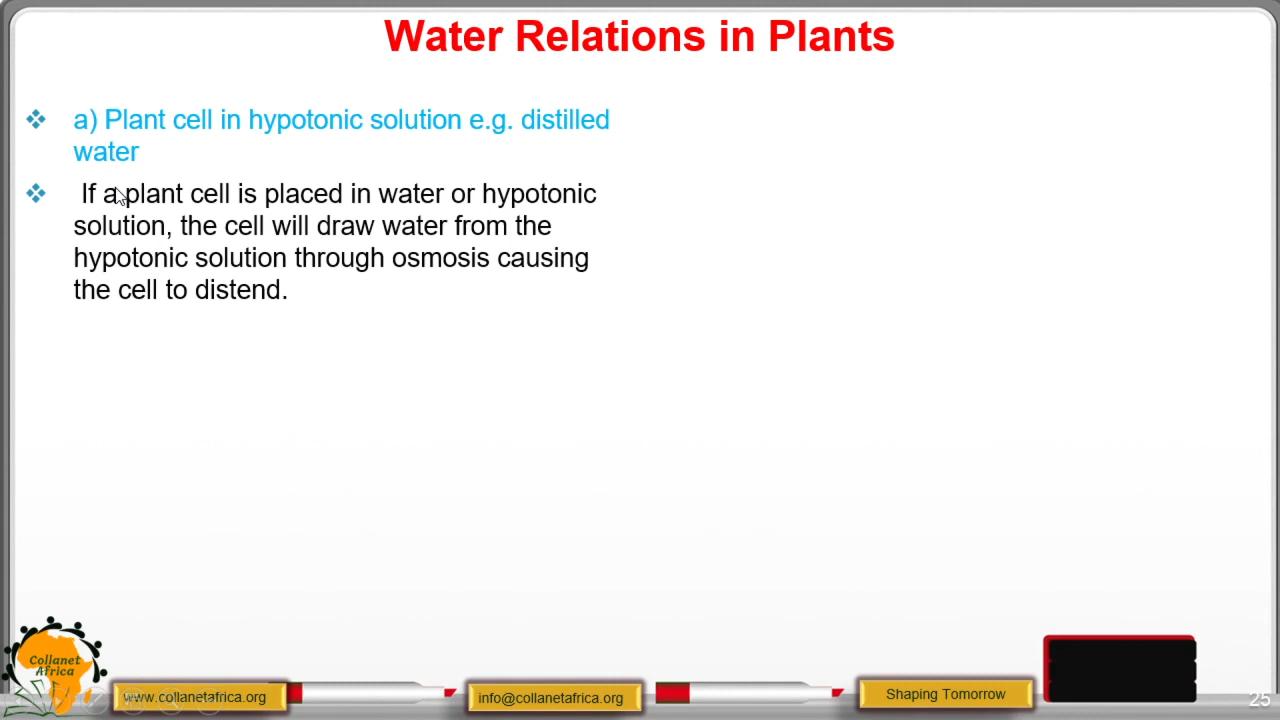 Water Relations in Plants
a) Plant cell in hypotonic solution e.g. distilled
water
If a plant cell is placed in water or hypotonic
solution, the cell will draw water from the
hypotonic solution through osmosis causing
the cell to distend.
Collanet
Africa
www.collanetafrica.org
info@collanetafrica.org
Shaping Tomorrow
25